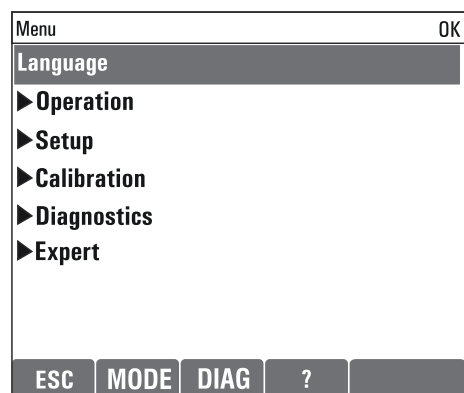 Menu OK
Language
▶Operation
▶Setup
▶Calibration
▶Diagnostics
▶Expert
ESC MODE DIAG ?